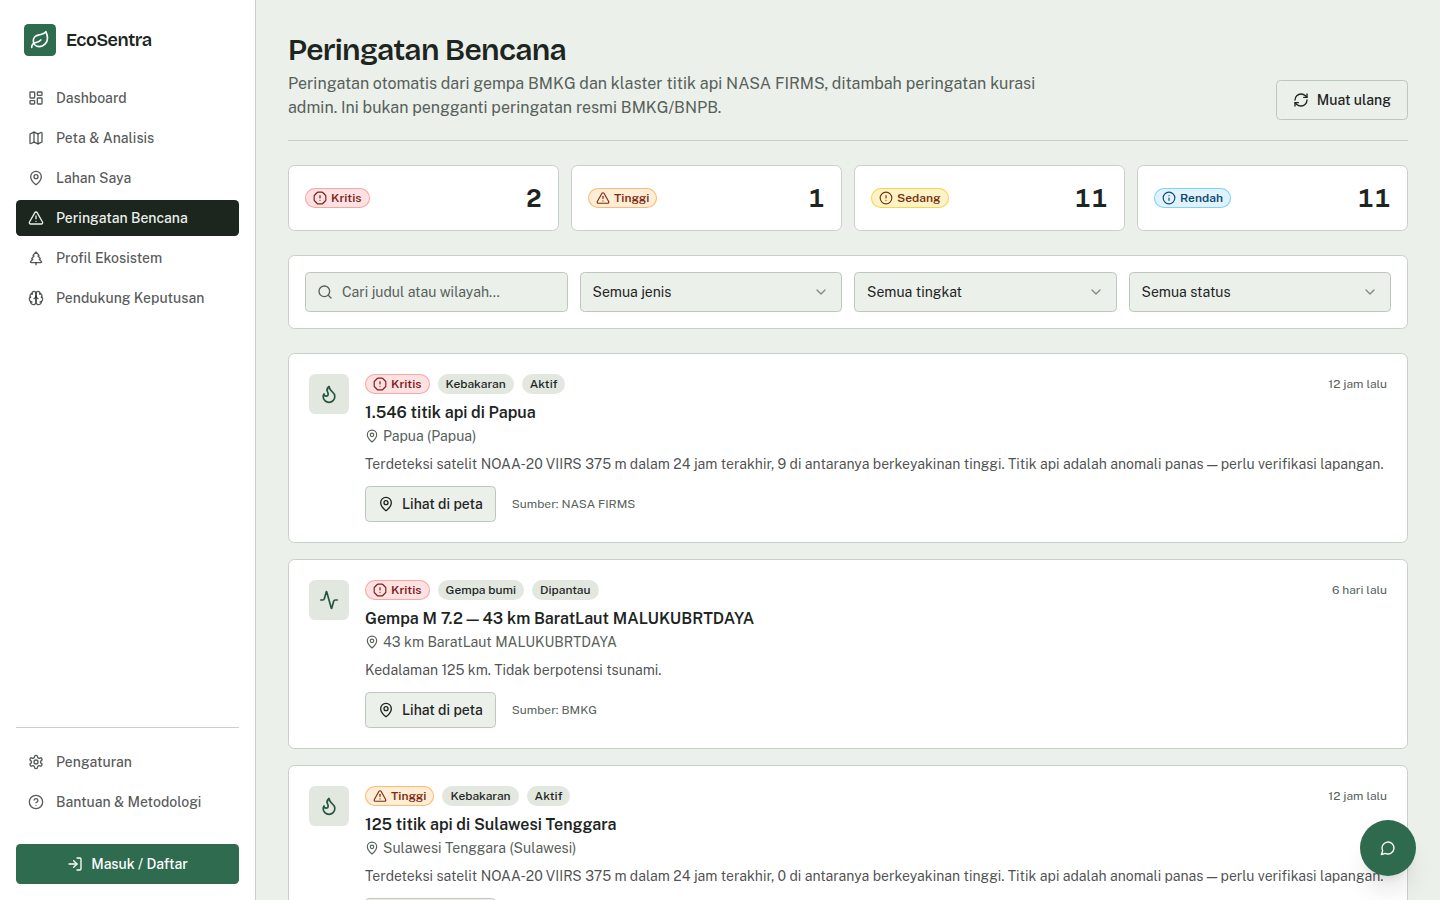 EcoSentra
Dashboard
Peta & Analisis
Lahan Saya
Peringatan Bencana
Profil Ekosistem
Pendukung Keputusan
Pengaturan
Bantuan & Metodologi
Masuk / Daftar
Peringatan Bencana
Peringatan otomatis dari gempa BMKG dan klaster titik api NASA FIRMS, ditambah peringatan kurasi
admin. Ini bukan pengganti peringatan resmi BMKG/BNPB.
Muat ulang
Kritis 2
Tinggi 1
Sedang 11
Rendah 11
Cari judul atau wilayah...
Semua jenis
Semua tingkat
Semua status
Kritis Kebakaran Aktif 12 jam lalu
1.546 titik api di Papua
Papua (Papua)
Terdeteksi satelit NOAA-20 VIIRS 375 m dalam 24 jam terakhir, 9 di antaranya berkeyakinan tinggi. Titik api adalah anomali panas — perlu verifikasi lapangan.
Lihat di peta Sumber: NASA FIRMS
Kritis Gempa bumi Dipantau 6 hari lalu
Gempa M 7.2 — 43 km BaratLaut MALUKUBRTDAYA
43 km BaratLaut MALUKUBRTDAYA
Kedalaman 125 km. Tidak berpotensi tsunami.
Lihat di peta Sumber: BMKG
Tinggi Kebakaran Aktif 12 jam lalu
125 titik api di Sulawesi Tenggara
Sulawesi Tenggara (Sulawesi)
Terdeteksi satelit NOAA-20 VIIRS 375 m dalam 24 jam terakhir, 0 di antaranya berkeyakinan tinggi. Titik api adalah anomali panas — perlu verifikasi lapangan.